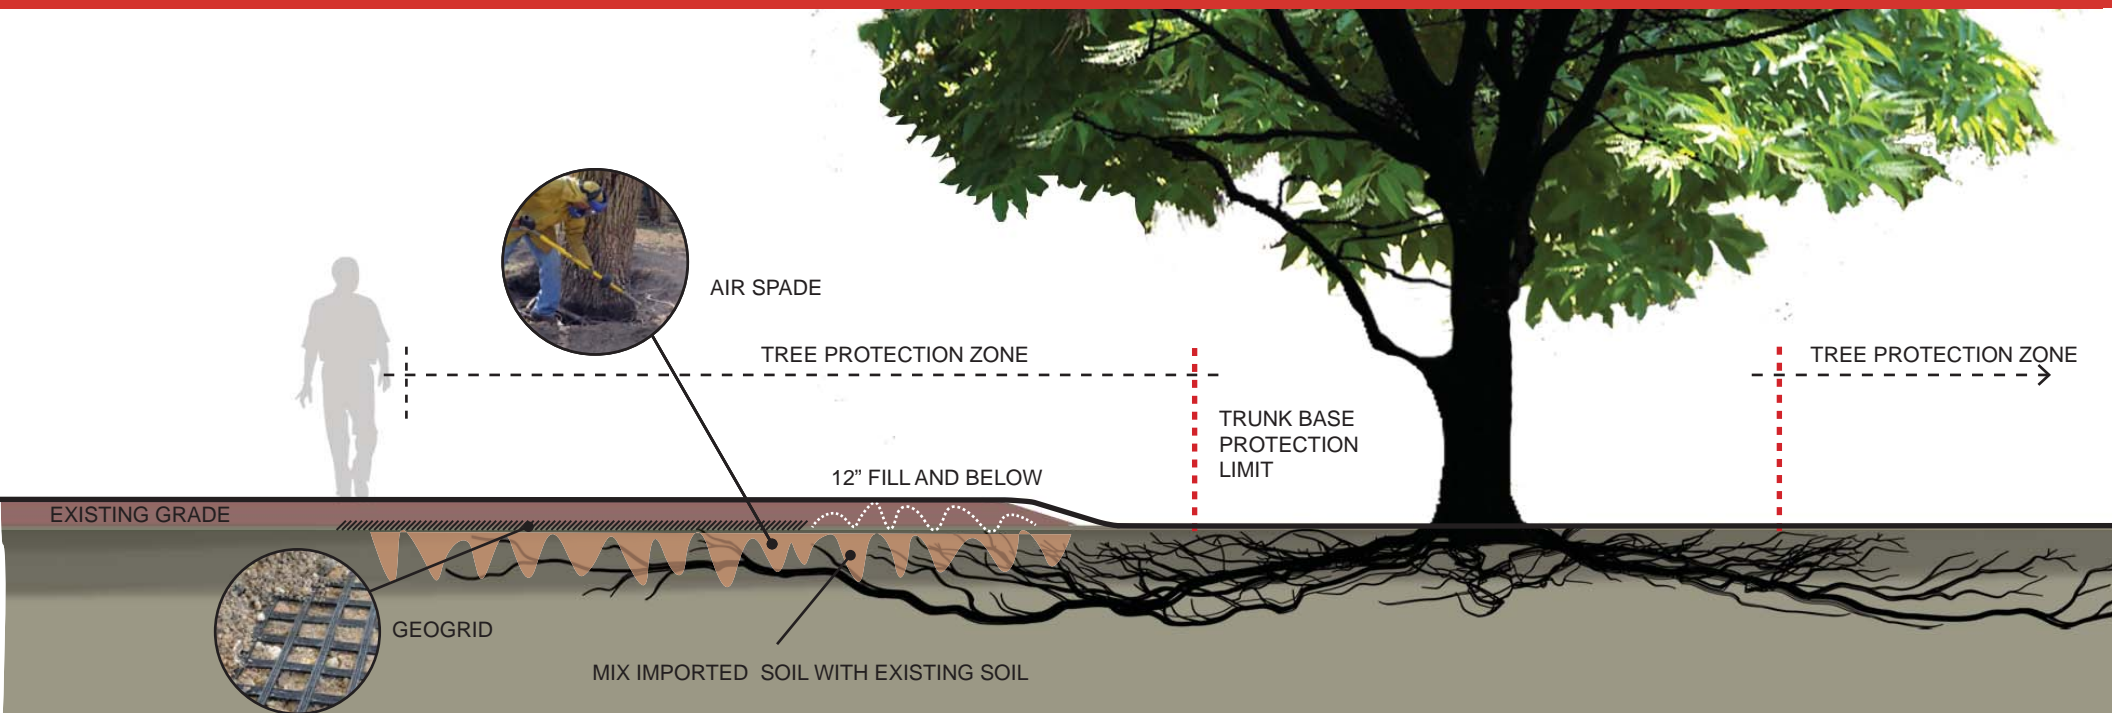 AIR SPADE
TREE PROTECTION ZONE
TREE PROTECTION ZONE
TRUNK BASE
PROTECTION
LIMIT
12” FILL AND BELOW
EXISTING GRADE
GEOGRID
MIX IMPORTED  SOIL WITH EXISTING SOIL